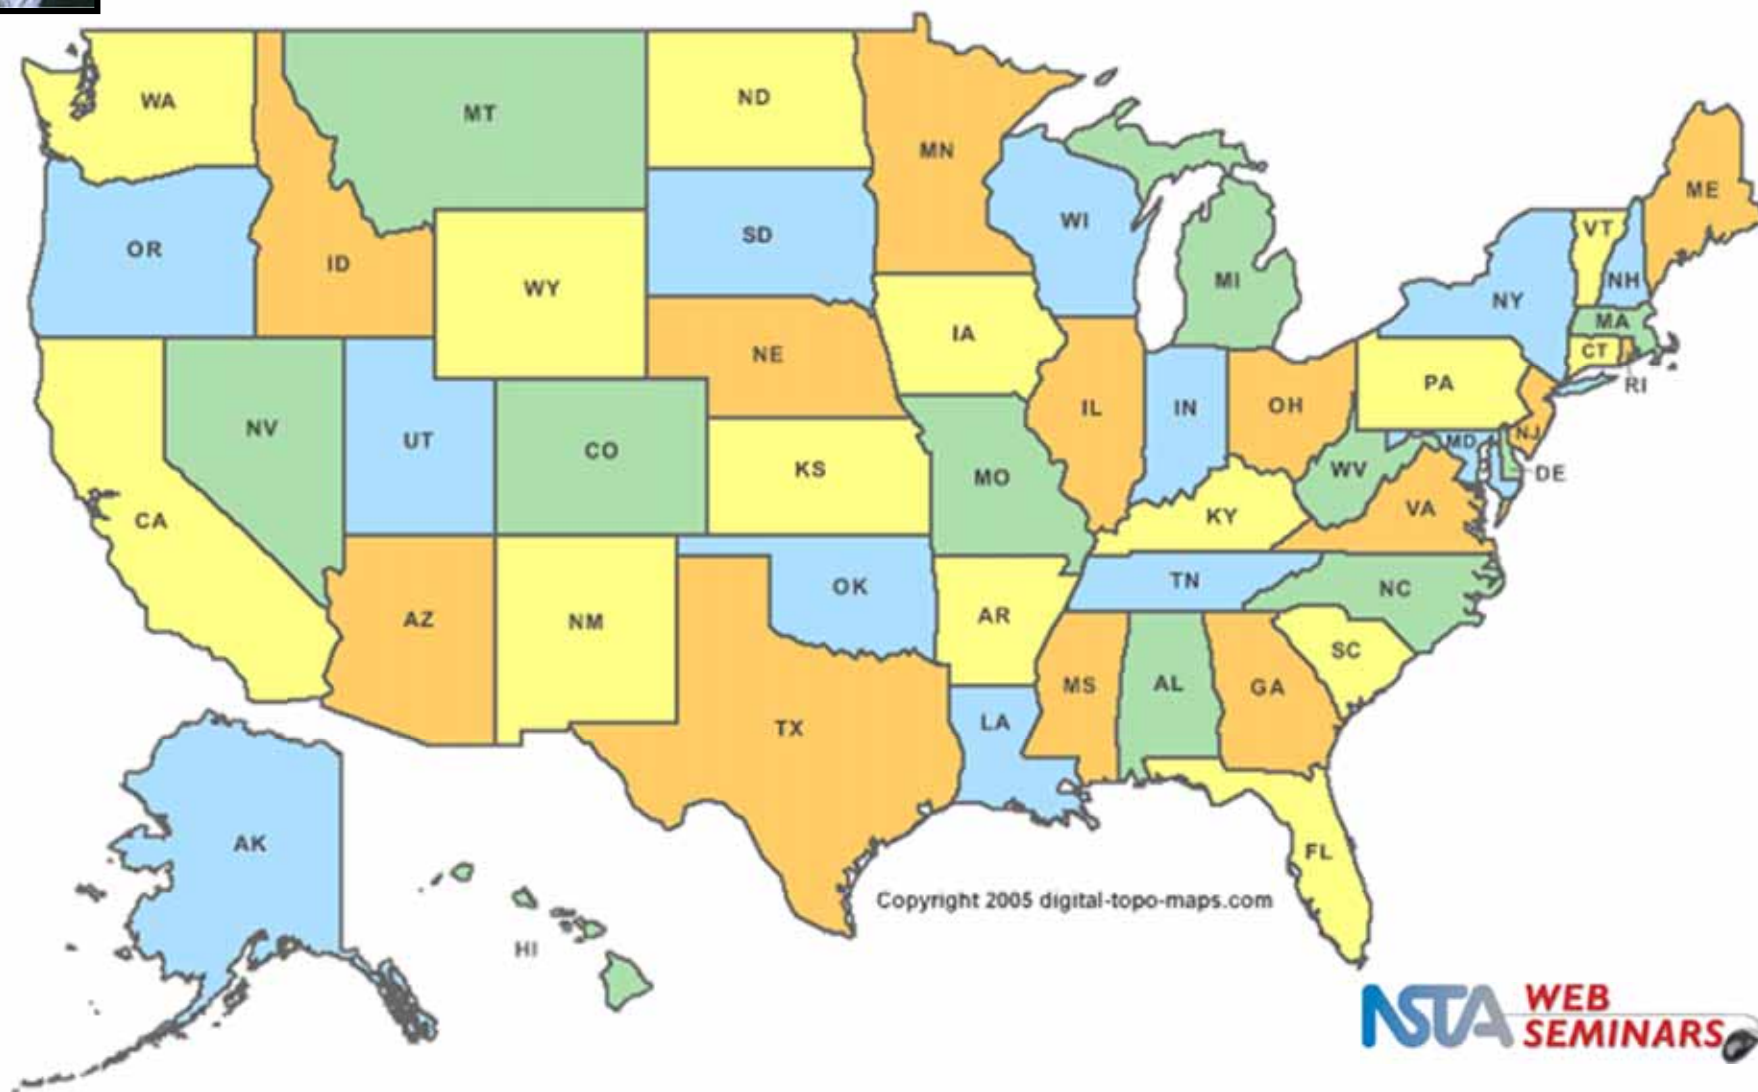 WA
MT
ND
MN
ME
OR
ID
WY
SD
WI
MI
NY
VT
NH
MA
CT
RI
NV
UT
CO
NE
IA
IL
IN
OH
PA
NJ
CA
KS
MO
KY
WV
MD
DE
VA
AZ
NM
OK
AR
TN
NC
TX
LA
MS
AL
GA
SC
FL
AK
HI
Copyright 2005 digital-topo-maps.com
NSTA WEB
SEMINARS